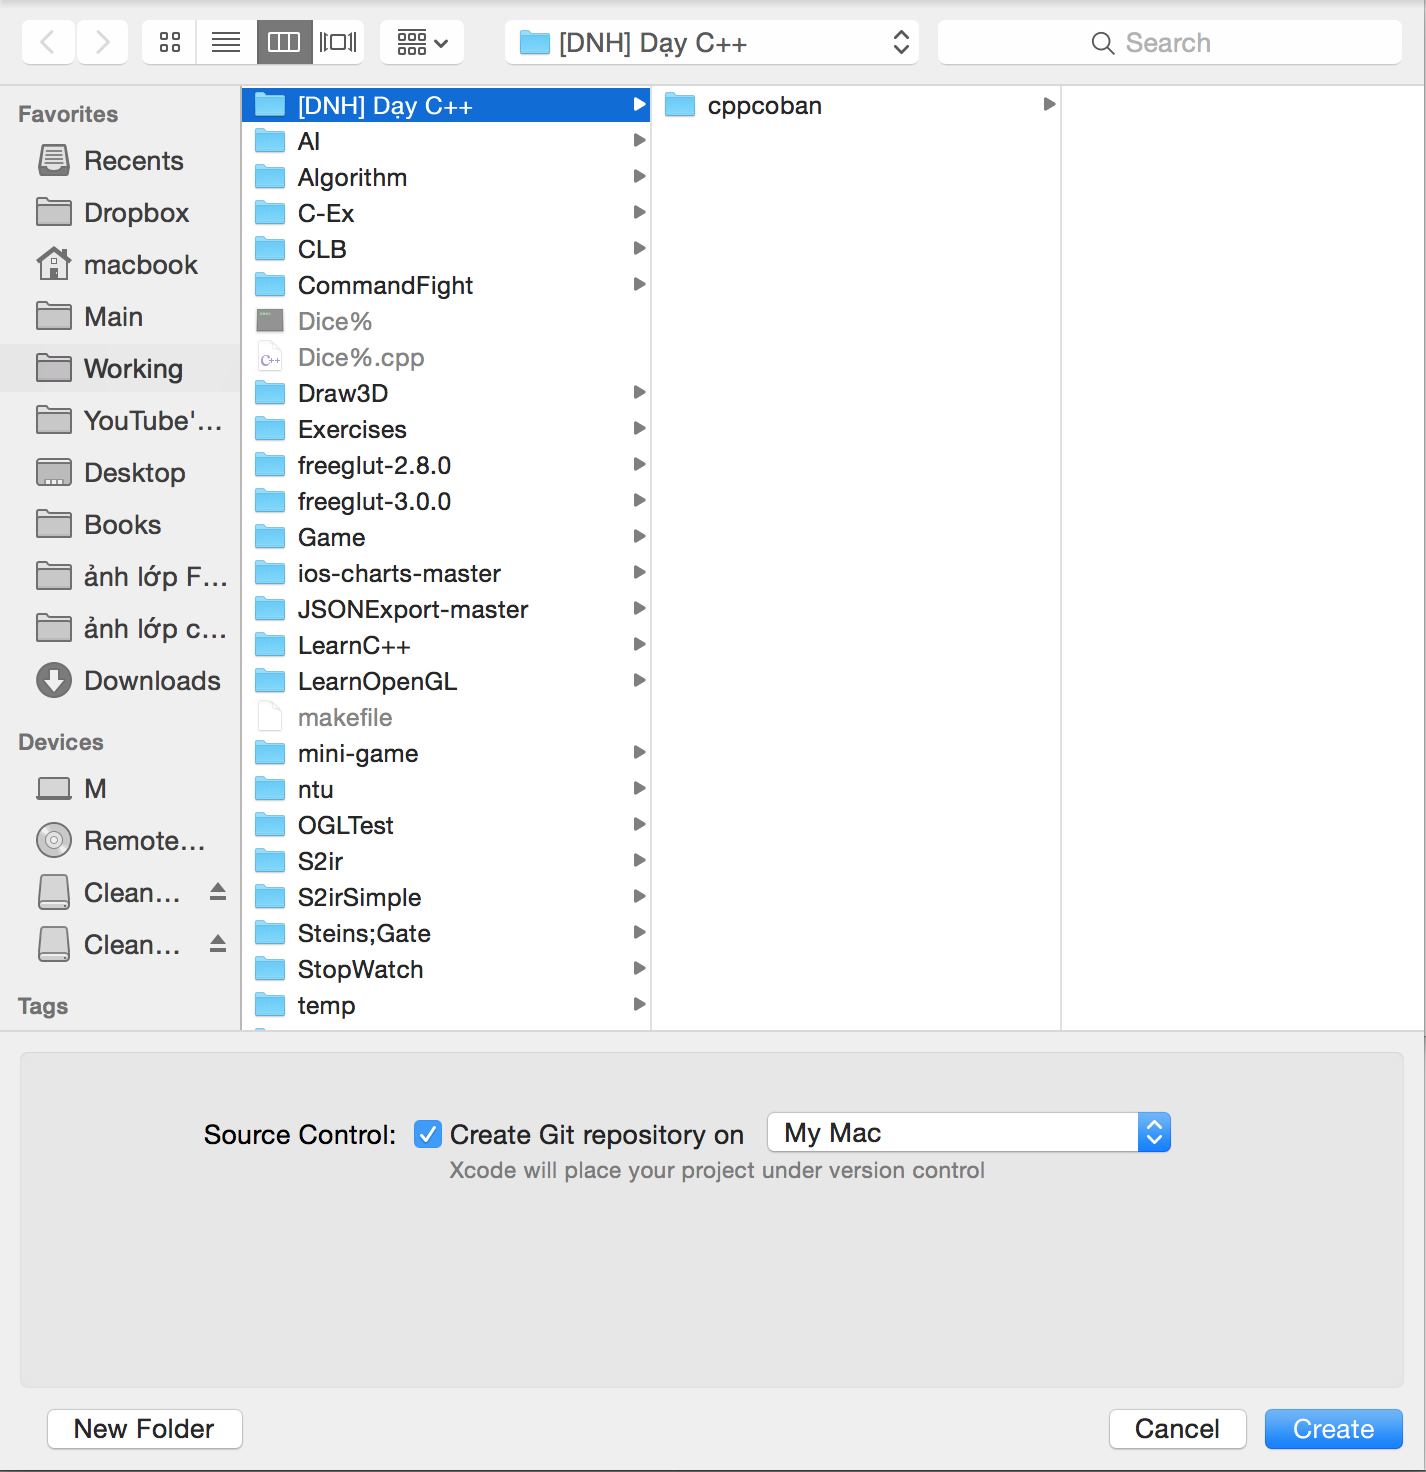 [DNH] Dạy C++
Search
Favorites
Recents
Dropbox
macbook
Main
Working
YouTube'...
Desktop
Books
ảnh lớp F...
ảnh lớp c...
Downloads
Devices
M
Remote...
Clean...
Clean...
Tags
[DNH] Dạy C++
AI
Algorithm
C-Ex
CLB
CommandFight
Dice%
C++ Dice%.cpp
Draw3D
Exercises
freeglut-2.8.0
freeglut-3.0.0
Game
ios-charts-master
JSONExport-master
LearnC++
LearnOpenGL
makefile
mini-game
ntu
OGLTest
S2ir
S2irSimple
Steins;Gate
StopWatch
temp
cppcoban
Source Control: Create Git repository on My Mac
Xcode will place your project under version control
New Folder
Cancel
Create